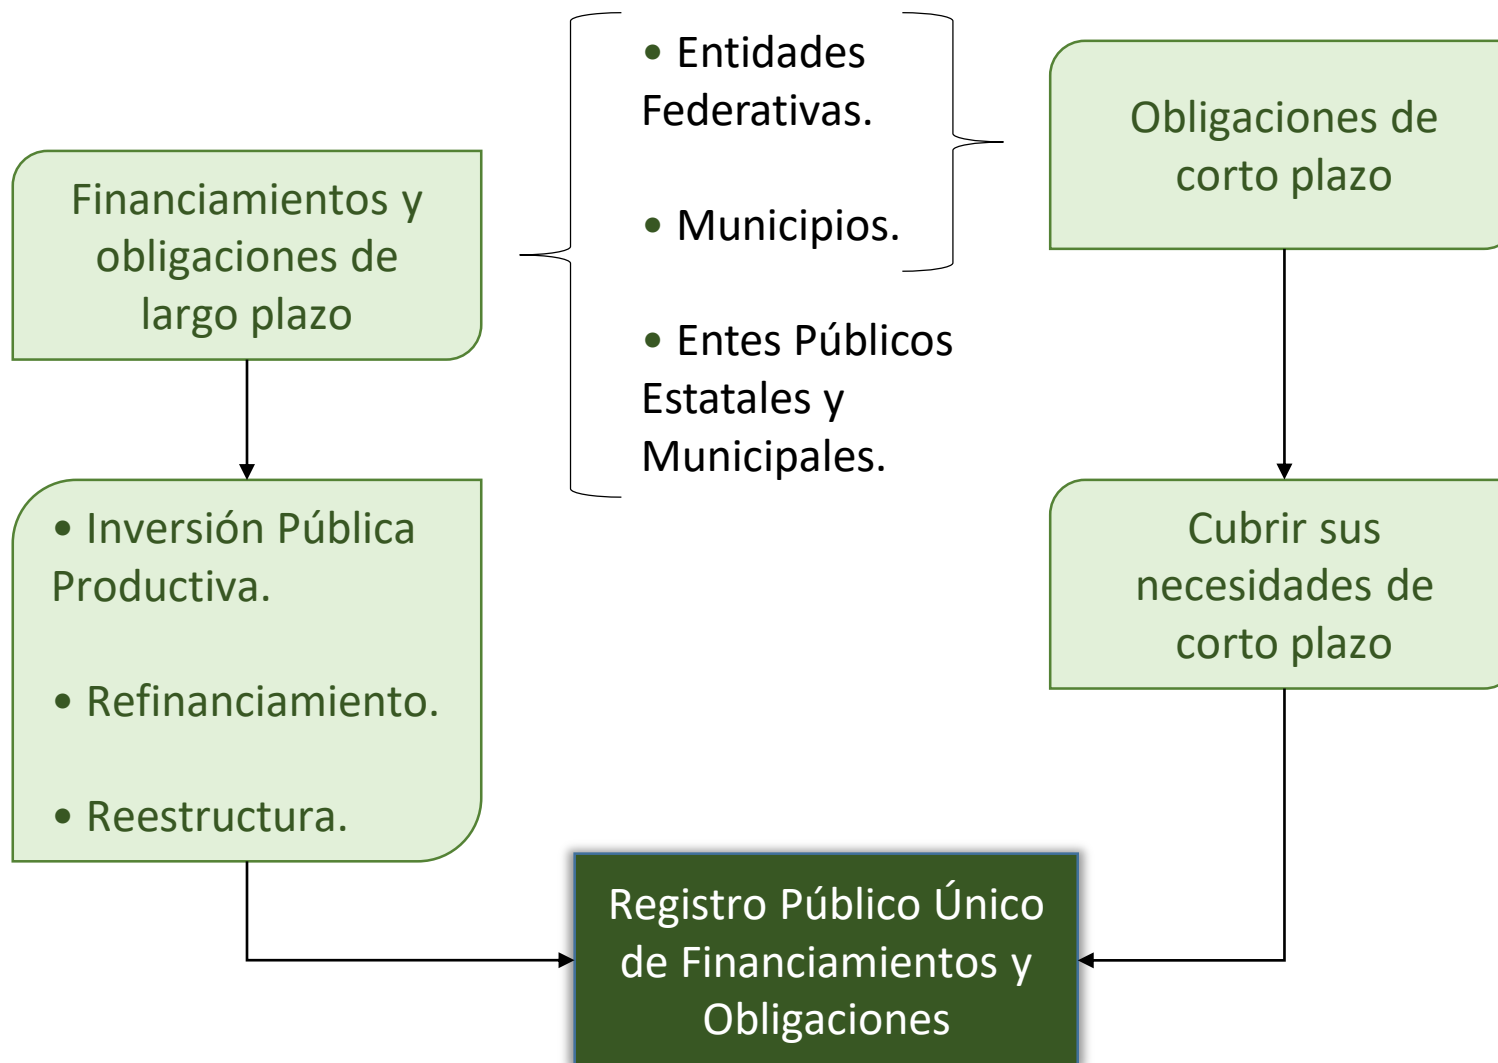 Financiamientos y
obligaciones de
largo plazo
• Entidades
Federativas.
• Municipios.
• Entes Públicos
Estatales y
Municipales.
Obligaciones de
corto plazo
• Inversión Pública
Productiva.
• Refinanciamiento.
• Reestructura.
Cubrir sus
necesidades de
corto plazo
Registro Público Único
de Financiamientos y
Obligaciones